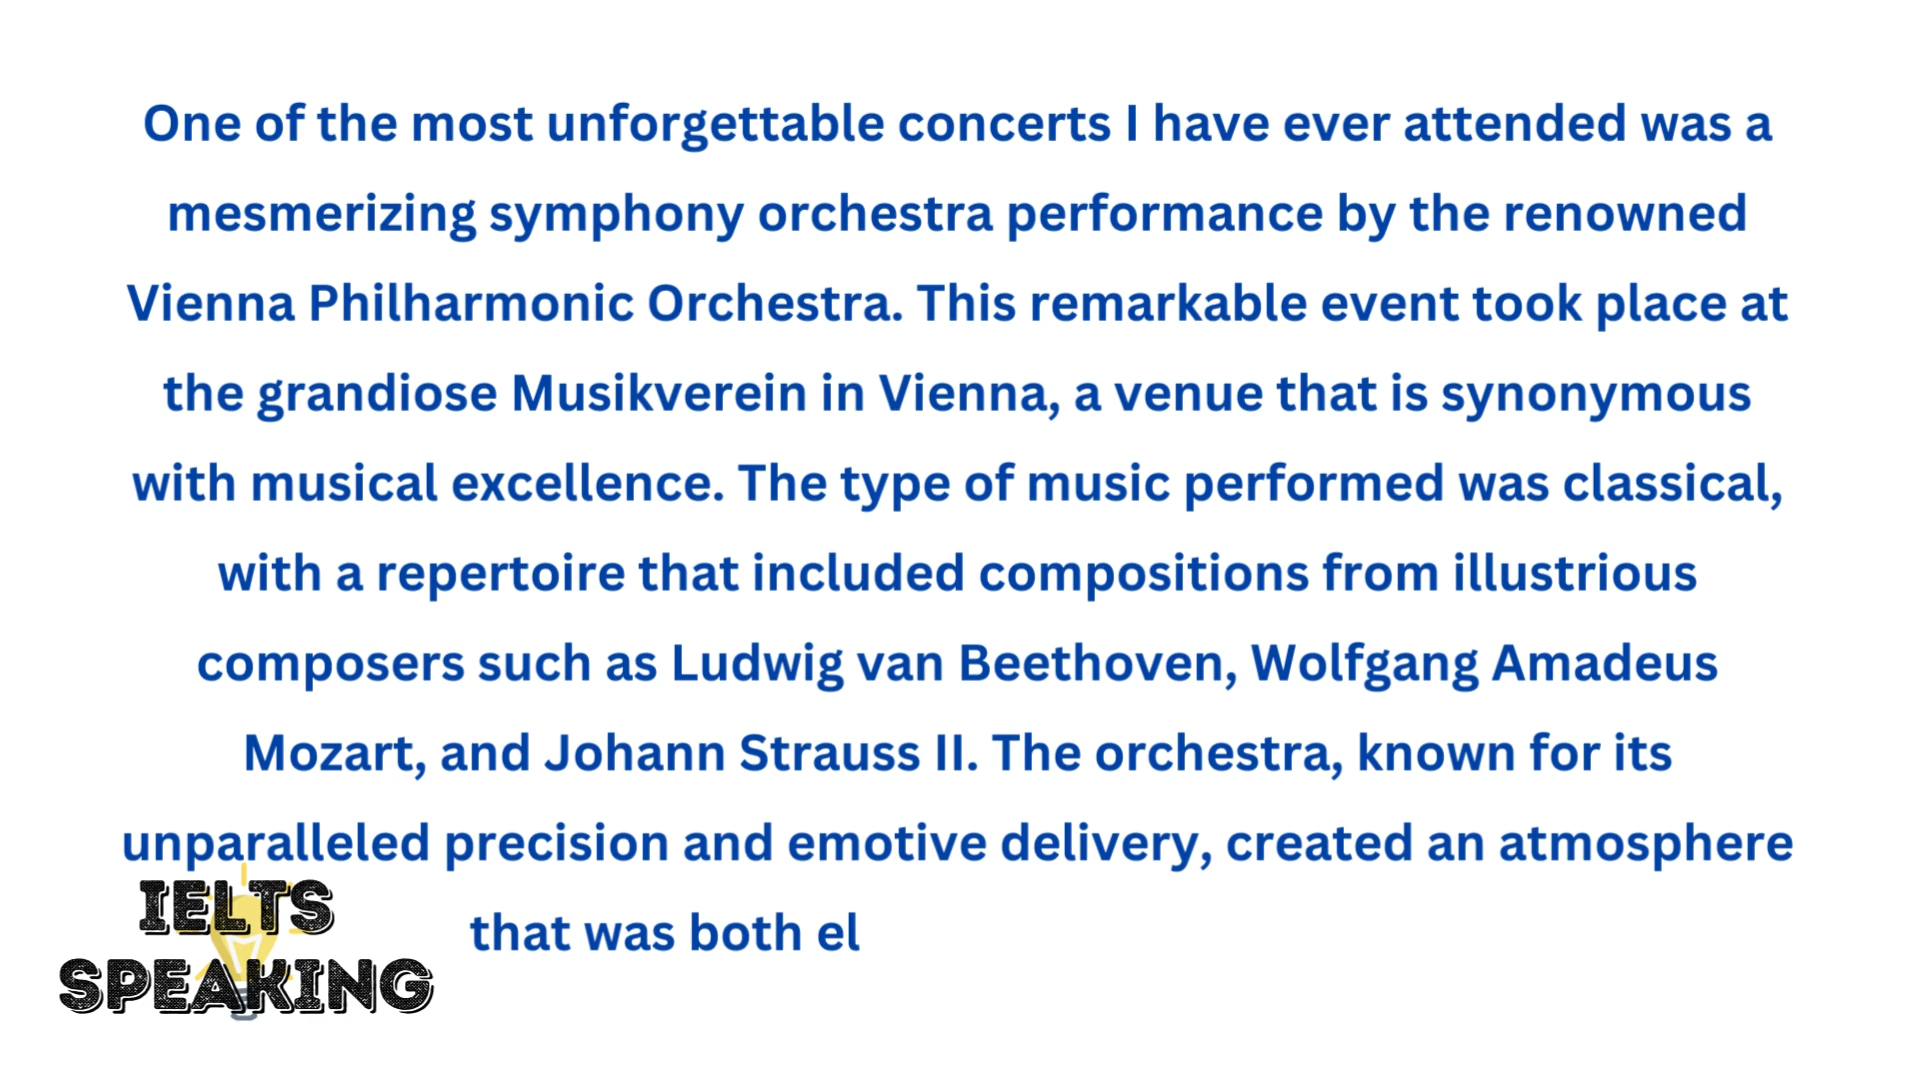 One of the most unforgettable concerts I have ever attended was a
mesmerizing symphony orchestra performance by the renowned
Vienna Philharmonic Orchestra. This remarkable event took place at
the grandiose Musikverein in Vienna, a venue that is synonymous
with musical excellence. The type of music performed was classical,
with a repertoire that included compositions from illustrious
composers such as Ludwig van Beethoven, Wolfgang Amadeus
Mozart, and Johann Strauss II. The orchestra, known for its
unparalleled precision and emotive delivery, created an atmosphere
that was both el
IELTS
SPEAKING